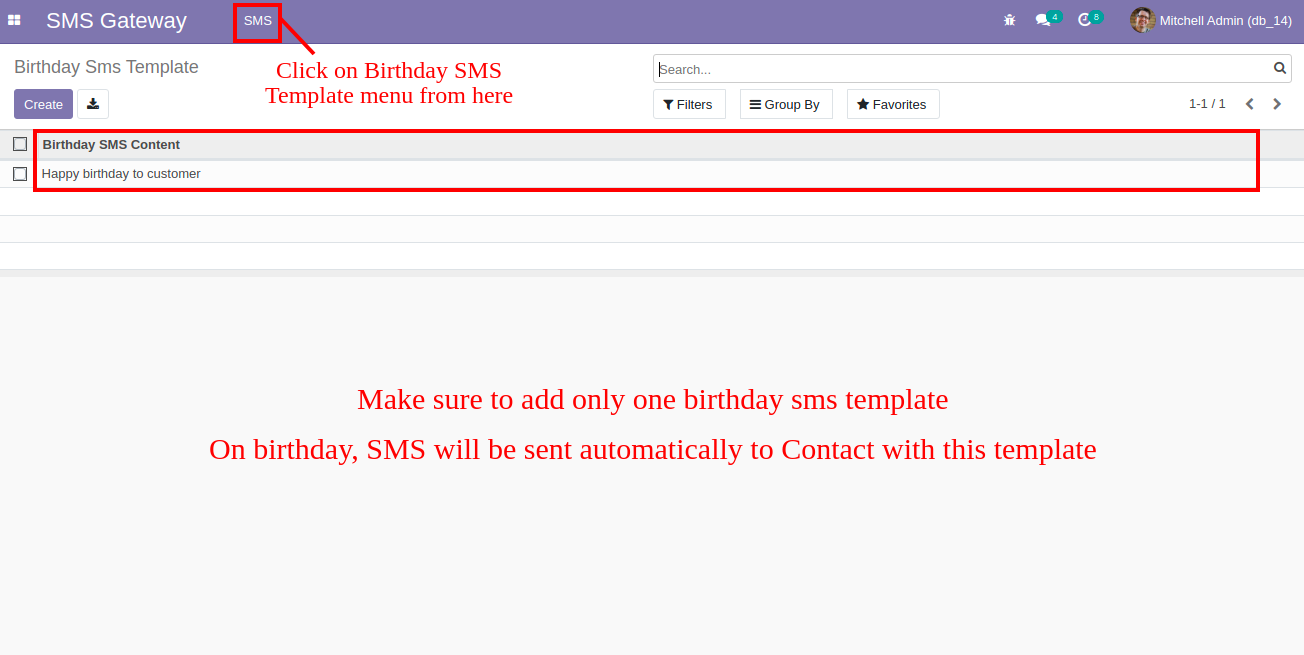 SMS Gateway SMS 4 8 Mitchell Admin (db_14)
Birthday Sms Template
Click on Birthday SMS
Template menu from here
Search...
Create
Filters Group By Favorites 1-1 / 1
Birthday SMS Content
Happy birthday to customer
Make sure to add only one birthday sms template
On birthday, SMS will be sent automatically to Contact with this template